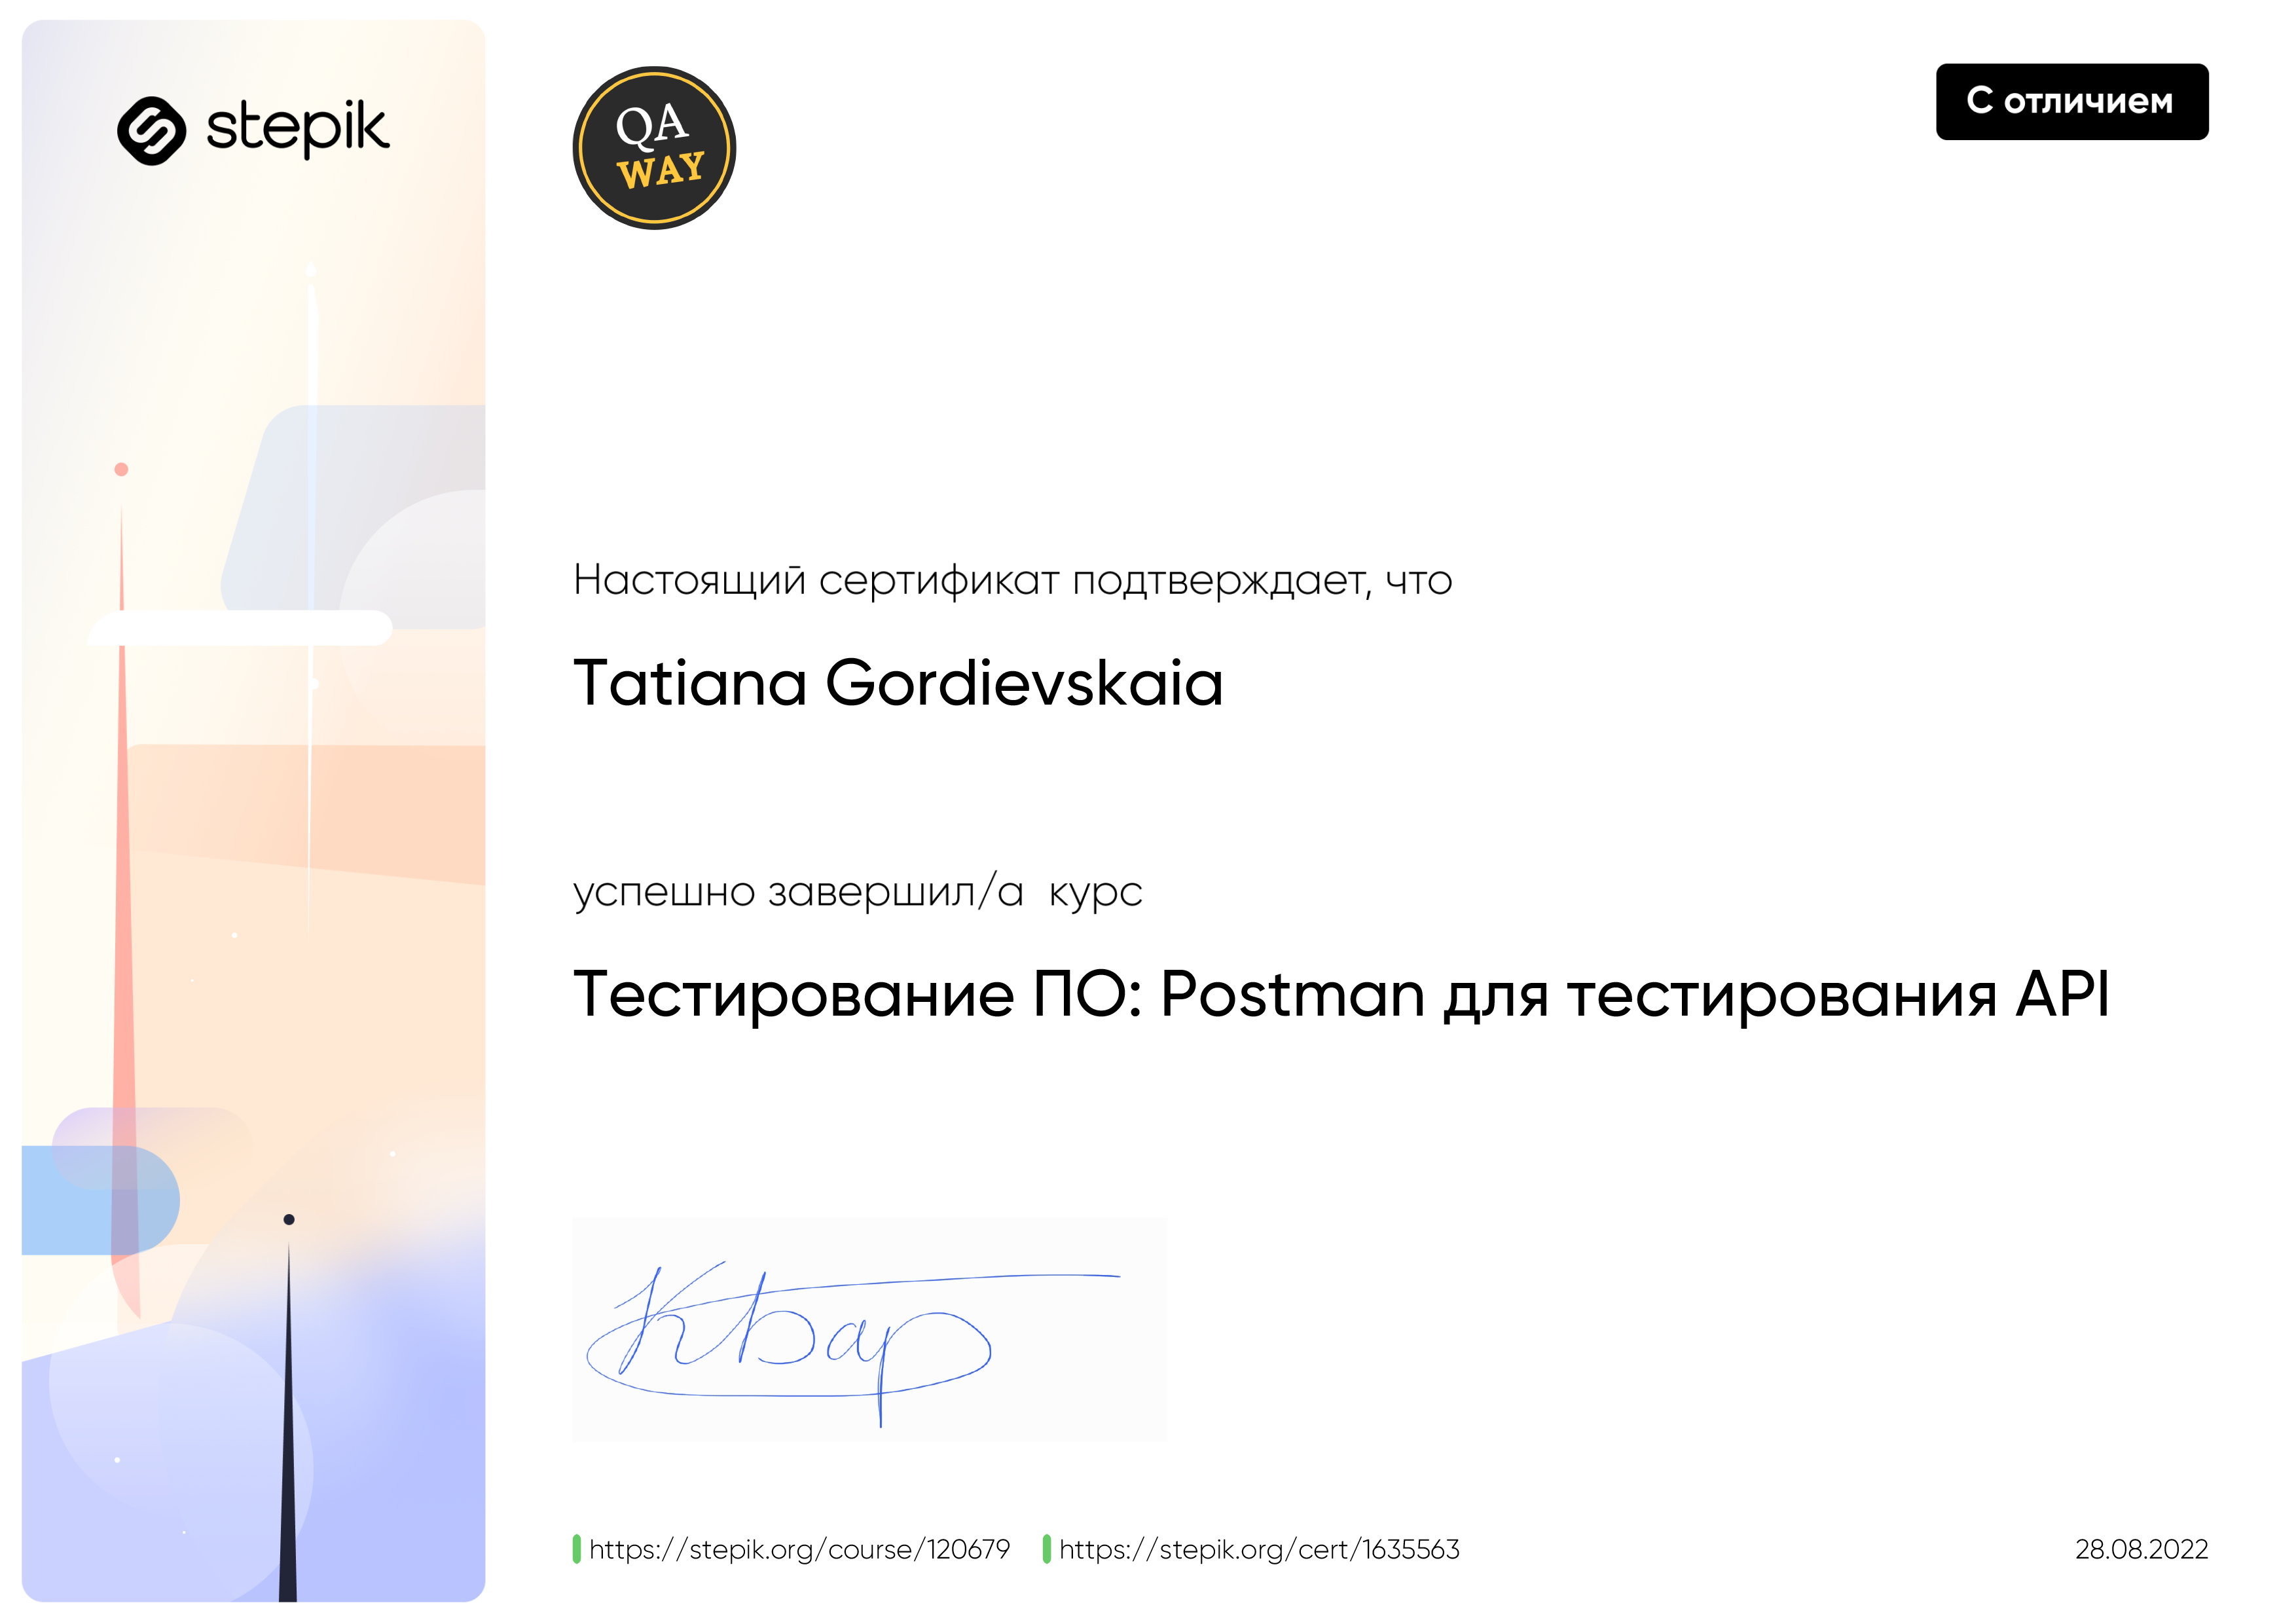 stepik
QA
WAY
С отличием
Настоящий сертификат подтверждает, что
Tatiana Gordievskaia
успешно завершил/а курс
Тестирование ПО: Postman для тестирования API
КБар
https://stepik.org/course/120679
https://stepik.org/cert/1635563
28.08.2022